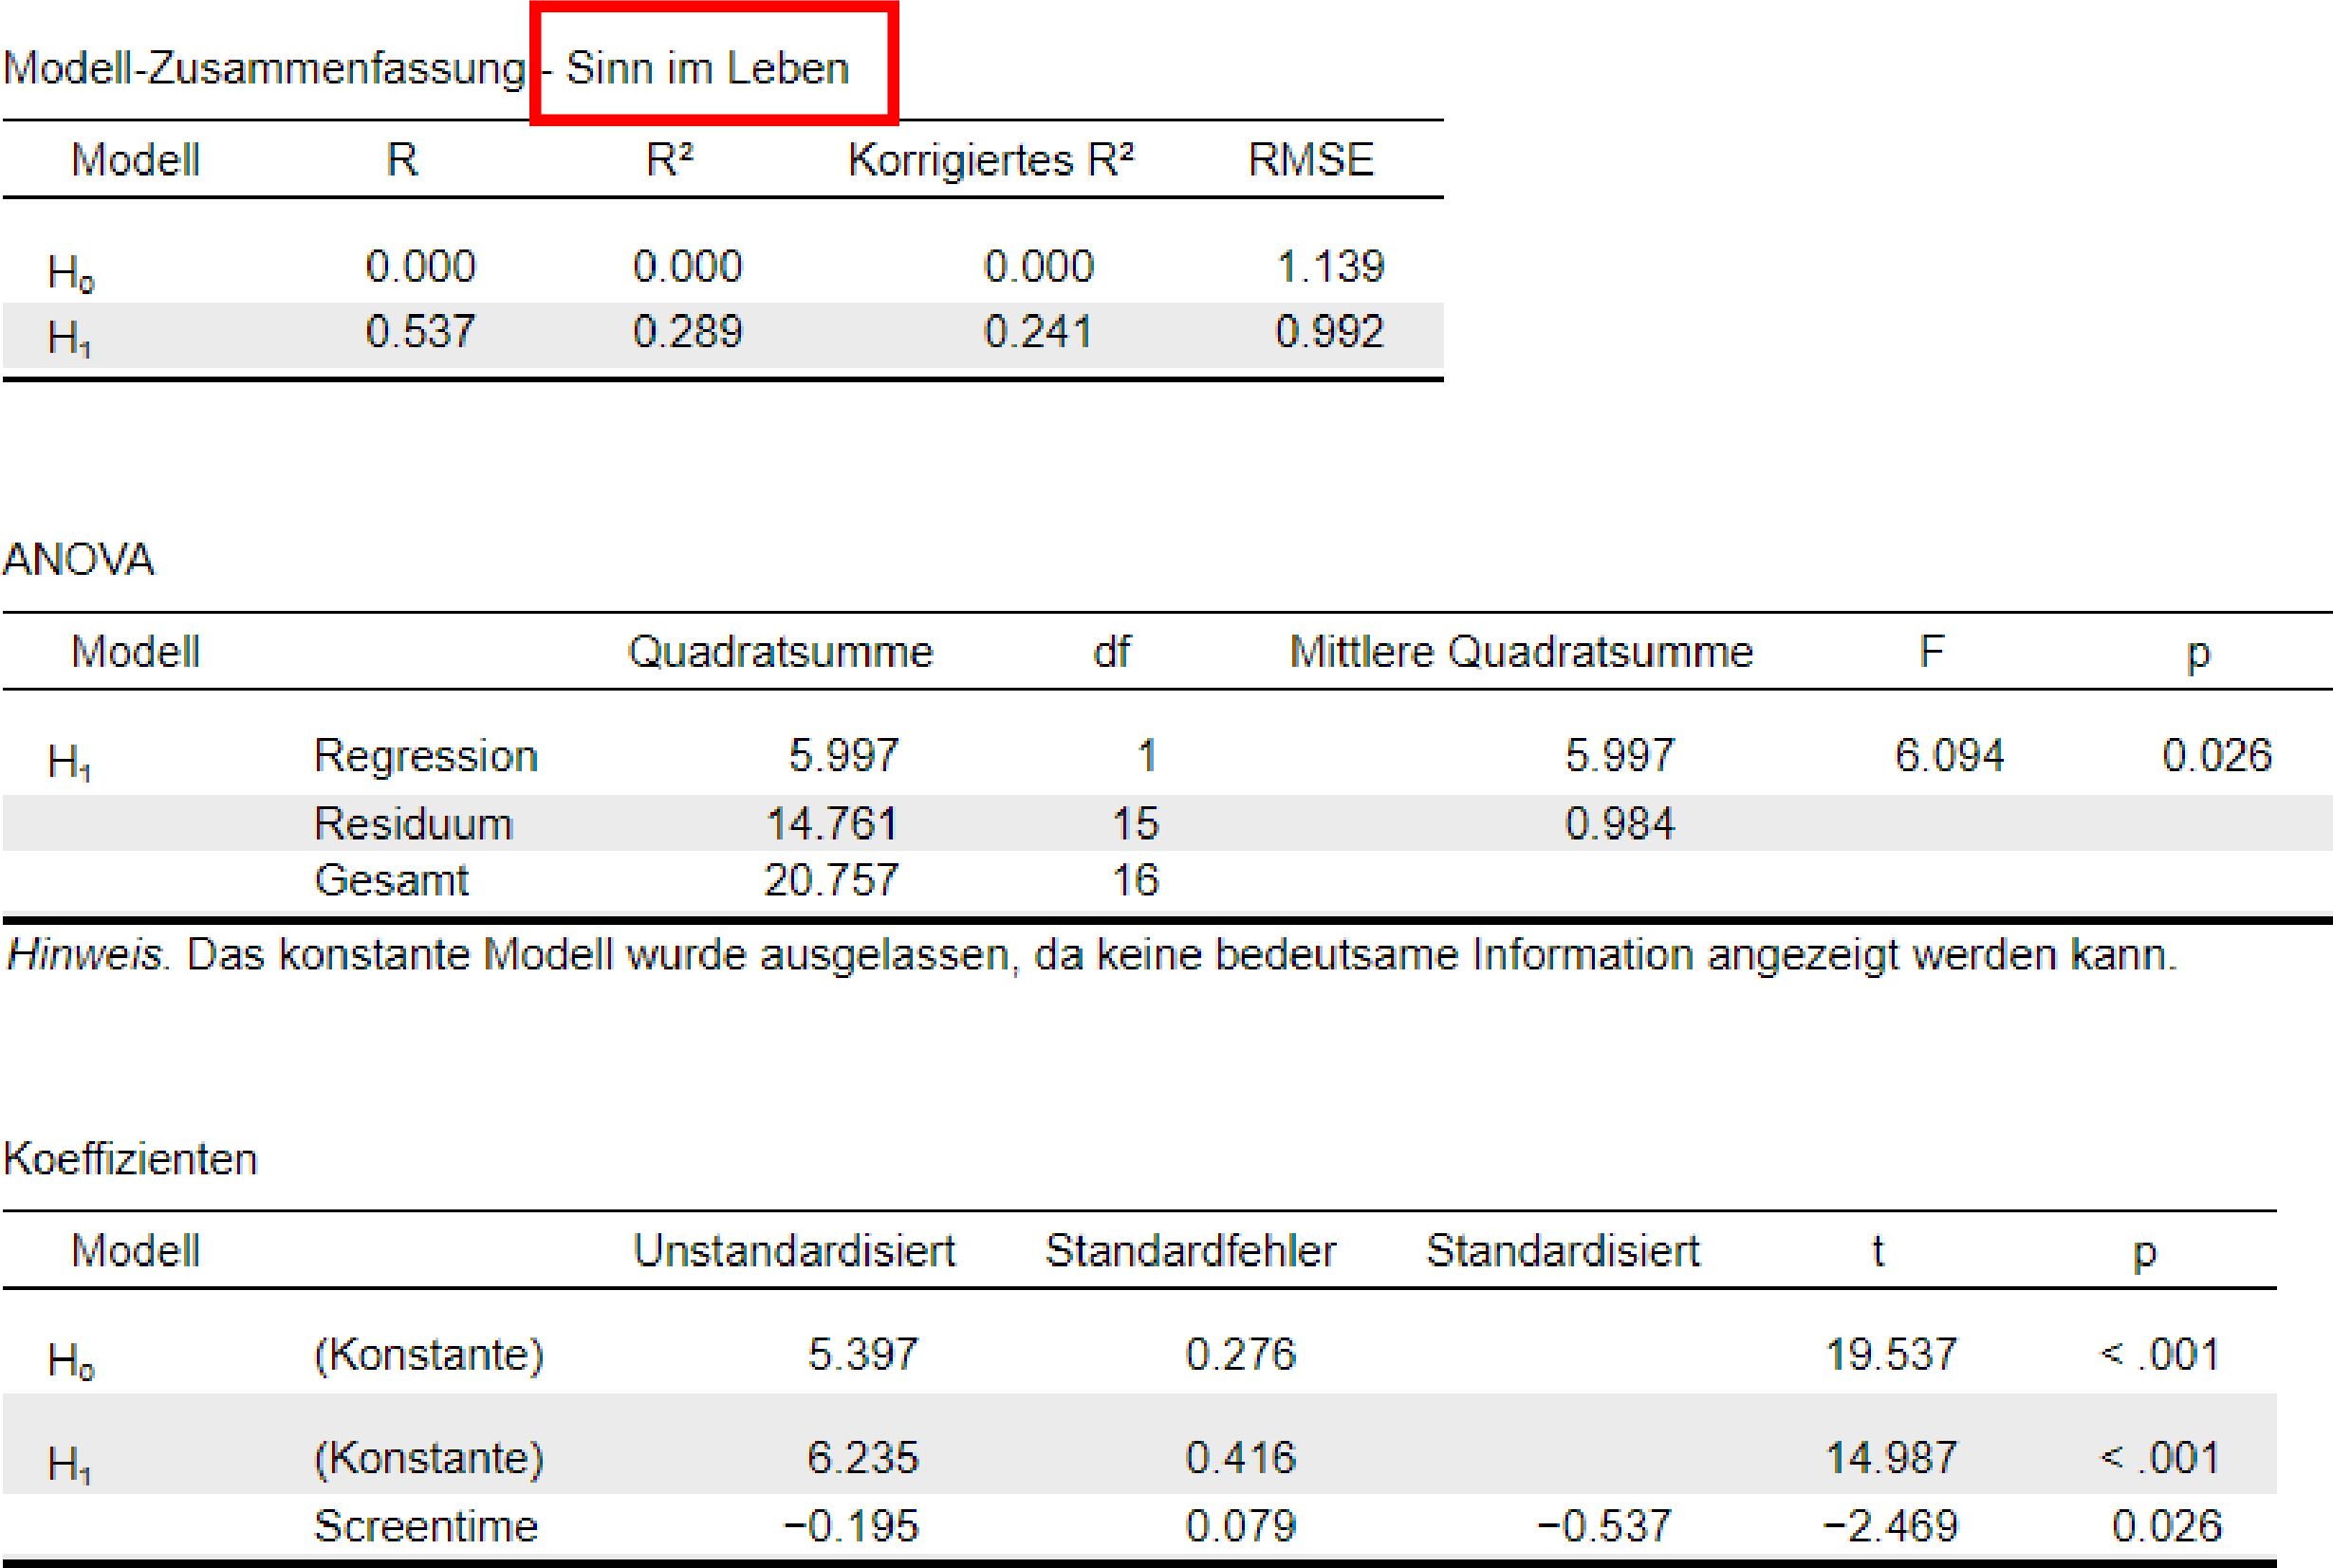 Modell-Zusammenfassung - Sinn im Leben
Modell R R² Korrigiertes R² RMSE
H₀ 0.000 0.000 0.000 1.139
H₁ 0.537 0.289 0.241 0.992
ANOVA
Modell Quadratsumme df Mittlere Quadratsumme F p
H₁ Regression 5.997 1 5.997 6.094 0.026
Residuum 14.761 15 0.984
Gesamt 20.757 16
Hinweis. Das konstante Modell wurde ausgelassen, da keine bedeutsame Information angezeigt werden kann.
Koeffizienten
Modell Unstandardisiert Standardfehler Standardisiert t p
H₀ (Konstante) 5.397 0.276 19.537 < .001
H₁ (Konstante) 6.235 0.416 14.987 < .001
Screentime −0.195 0.079 −0.537 −2.469 0.026